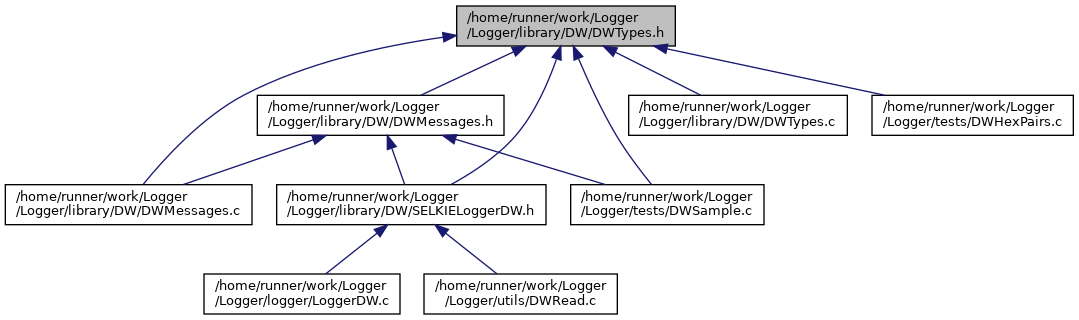 /home/runner/work/Logger
/Logger/library/DW/DWTypes.h
/home/runner/work/Logger
/Logger/library/DW/DWMessages.h
/home/runner/work/Logger
/Logger/library/DW/DWTypes.c
/home/runner/work/Logger
/Logger/tests/DWHexPairs.c
/home/runner/work/Logger
/Logger/library/DW/DWMessages.c
/home/runner/work/Logger
/Logger/library/DW/SELKIELoggerDW.h
/home/runner/work/Logger
/Logger/tests/DWSample.c
/home/runner/work/Logger
/Logger/logger/LoggerDW.c
/home/runner/work/Logger
/Logger/utils/DWRead.c